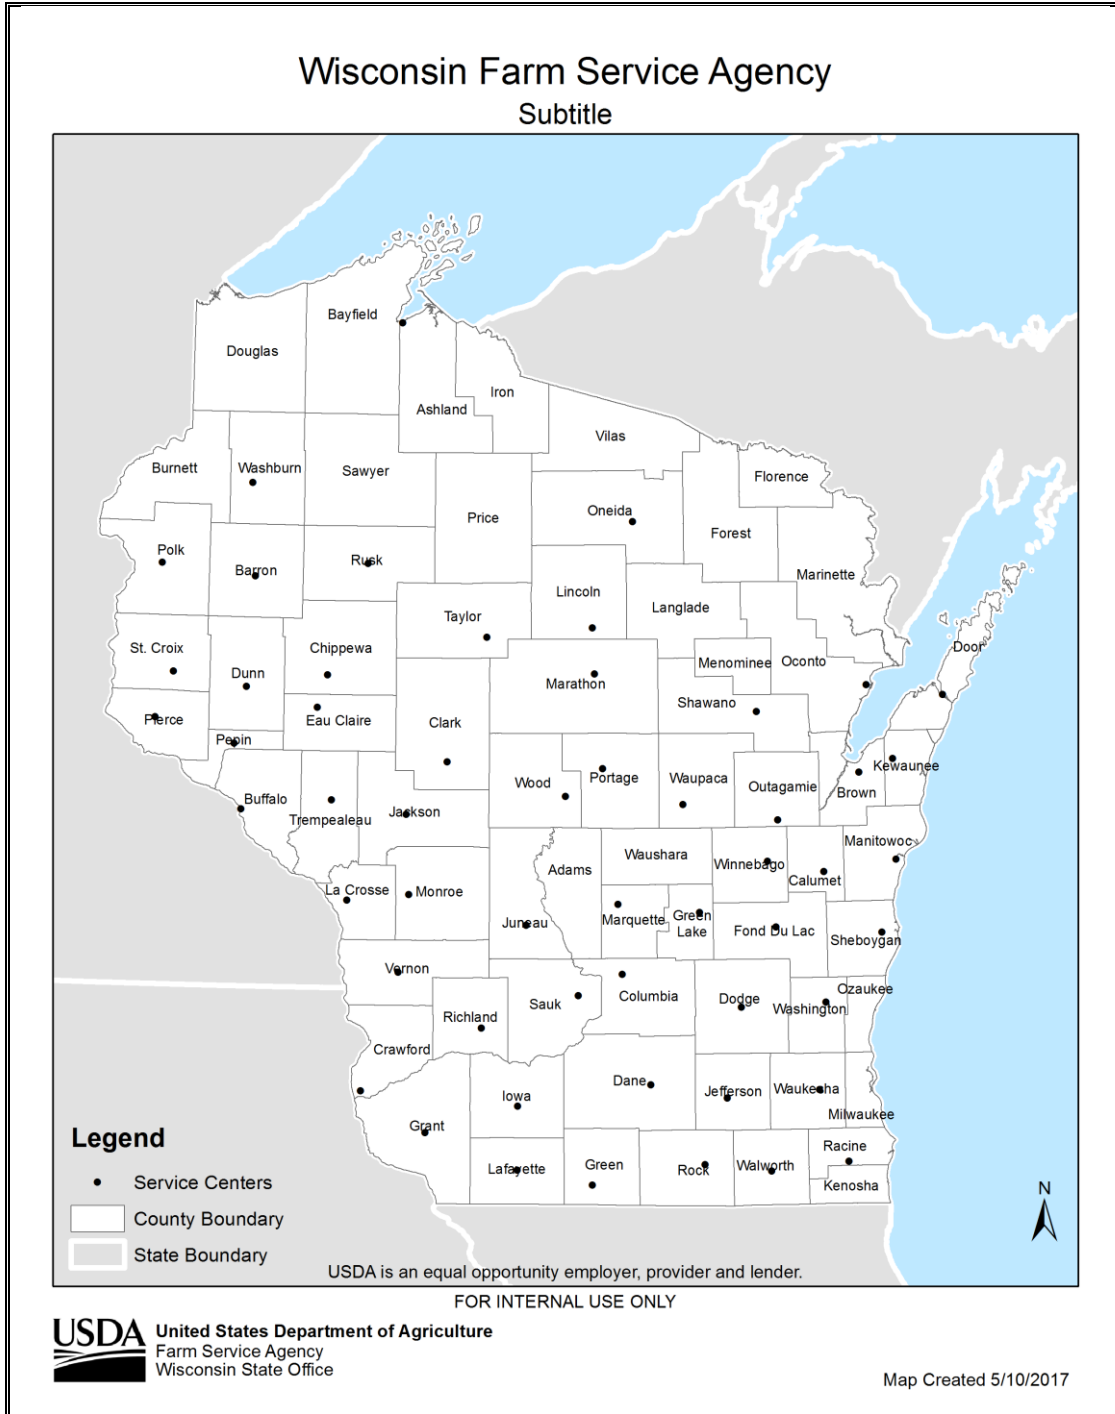 Wisconsin Farm Service Agency
Subtitle
Bayfield
Douglas
Iron
Ashland
Vilas
Burnett
Washburn
Sawyer
Florence
Price
Oneida
Forest
Polk
Barron
Rusk
Marinette
Lincoln
Langlade
Taylor
St. Croix
Chippewa
Door
Dunn
Menominee
Oconto
Marathon
Shawano
Pierce
Eau Claire
Clark
Pepin
Kewaunee
Wood
Portage
Waupaca
Outagamie
Brown
Buffalo
Trempealeau
Jackson
Manitowoc
Waushara
Winnebago
Adams
Calumet
La Crosse
Monroe
Marquette
Green
Lake
Juneau
Fond Du Lac
Sheboygan
Vernon
Ozaukee
Columbia
Dodge
Sauk
Washington
Richland
Crawford
Dane
Iowa
Jefferson
Waukesha
Milwaukee
Grant
Racine
Lafayette
Green
Rock
Walworth
Kenosha
Legend
Service Centers
County Boundary
State Boundary
N
USDA is an equal opportunity employer, provider and lender.
FOR INTERNAL USE ONLY
USDA
United States Department of Agriculture
Farm Service Agency
Wisconsin State Office
Map Created 5/10/2017